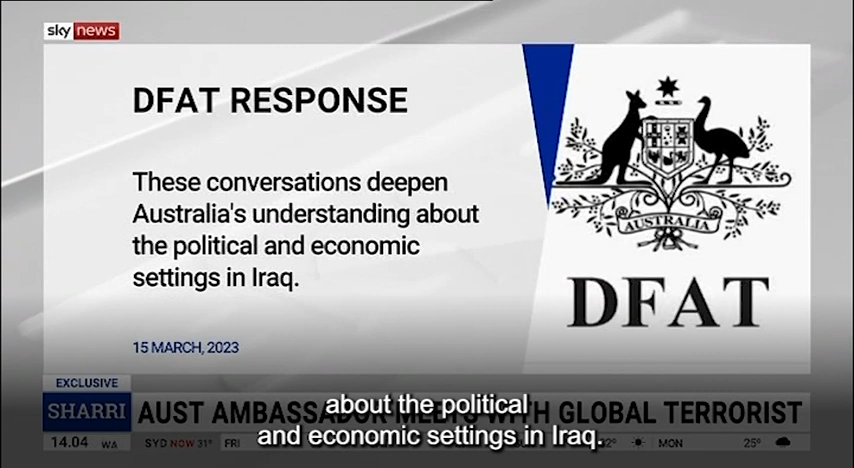 sky news
DFAT RESPONSE
These conversations deepen
Australia's understanding about
the political and economic
settings in Iraq.
15 MARCH, 2023
AUSTRALIA
DFAT
EXCLUSIVE
SHARRI
AUST AMBASSADOR WITH GLOBAL TERRORIST
about the political
and economic settings in Iraq.
14.04 WA SYD NOW 31° FRI MON 25°